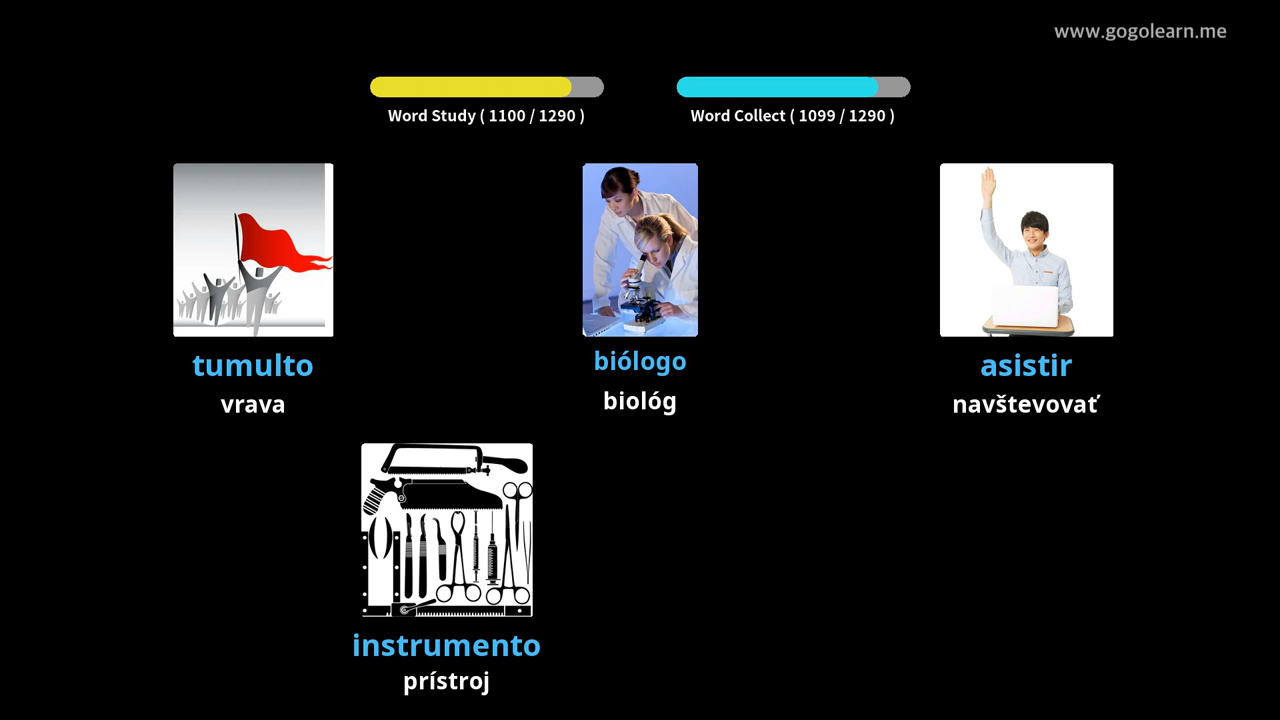 www.gogolearn.me
Word Study ( 1100 / 1290 )
Word Collect ( 1099 / 1290 )
tumulto
vrava
biólogo
biológ
asistir
navštevovať
instrumento
prístroj